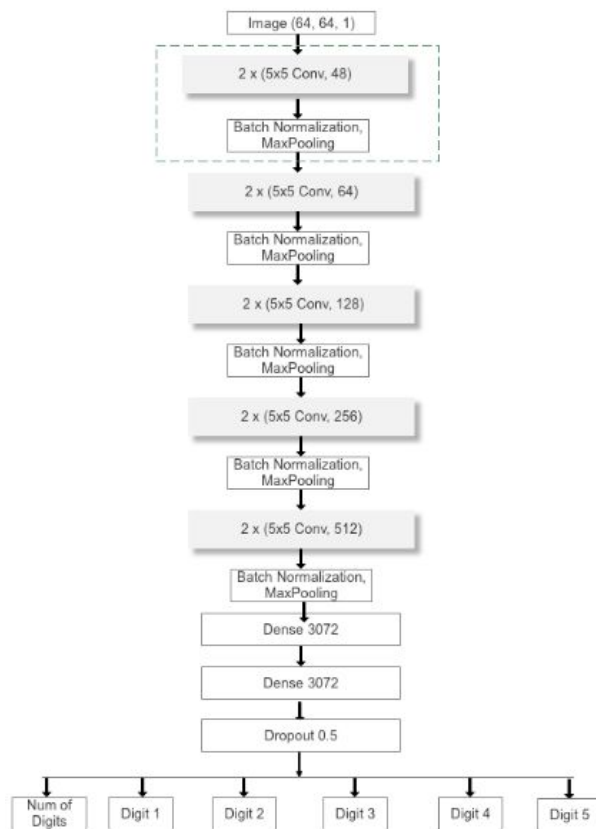 Image (64, 64, 1)
2 x (5x5 Conv, 48)
Batch Normalization,
MaxPooling
2 x (5x5 Conv, 64)
Batch Normalization,
MaxPooling
2 x (5x5 Conv, 128)
Batch Normalization,
MaxPooling
2 x (5x5 Conv, 256)
Batch Normalization,
MaxPooling
2 x (5x5 Conv, 512)
Batch Normalization,
MaxPooling
Dense 3072
Dense 3072
Dropout 0.5
Num of
Digits
Digit 1
Digit 2
Digit 3
Digit 4
Digit 5